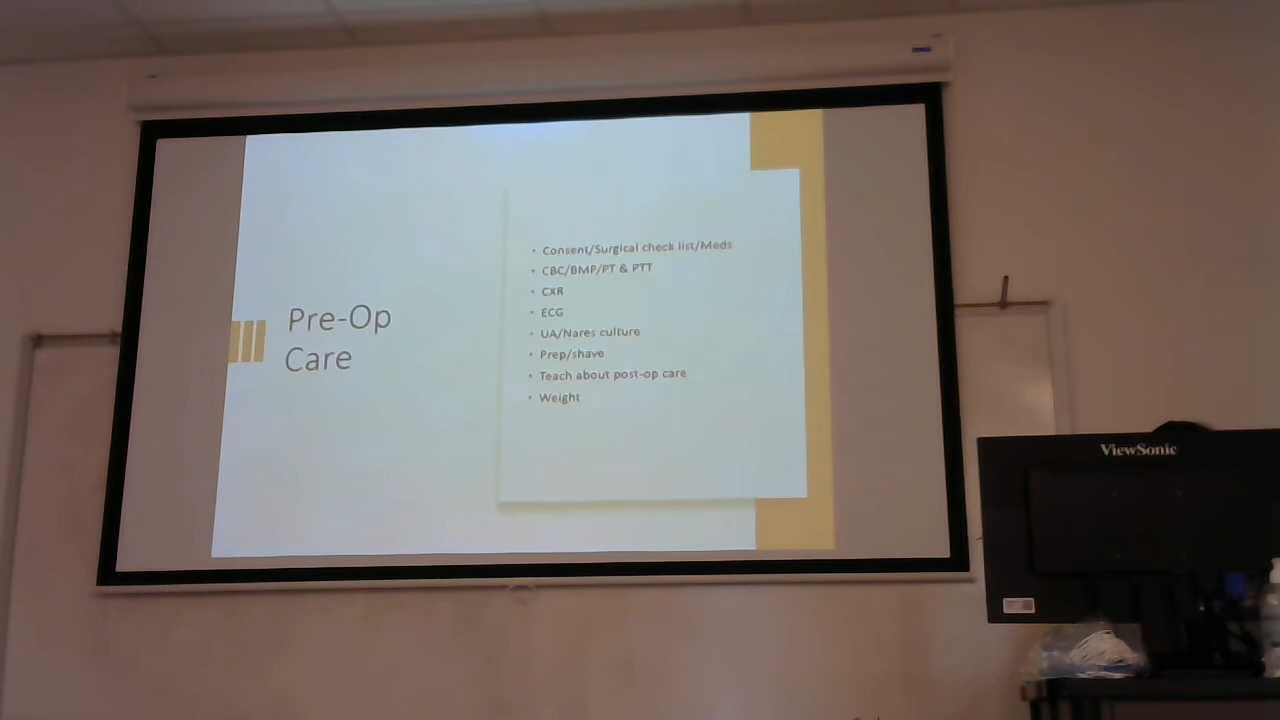 Pre-Op
Care
• Consent/Surgical check list/Meds
• CBC/BMP/PT & PTT
• CXR
• ECG
• UA/Nares culture
• Prep/shave
• Teach about post-op care
• Weight
ViewSonic